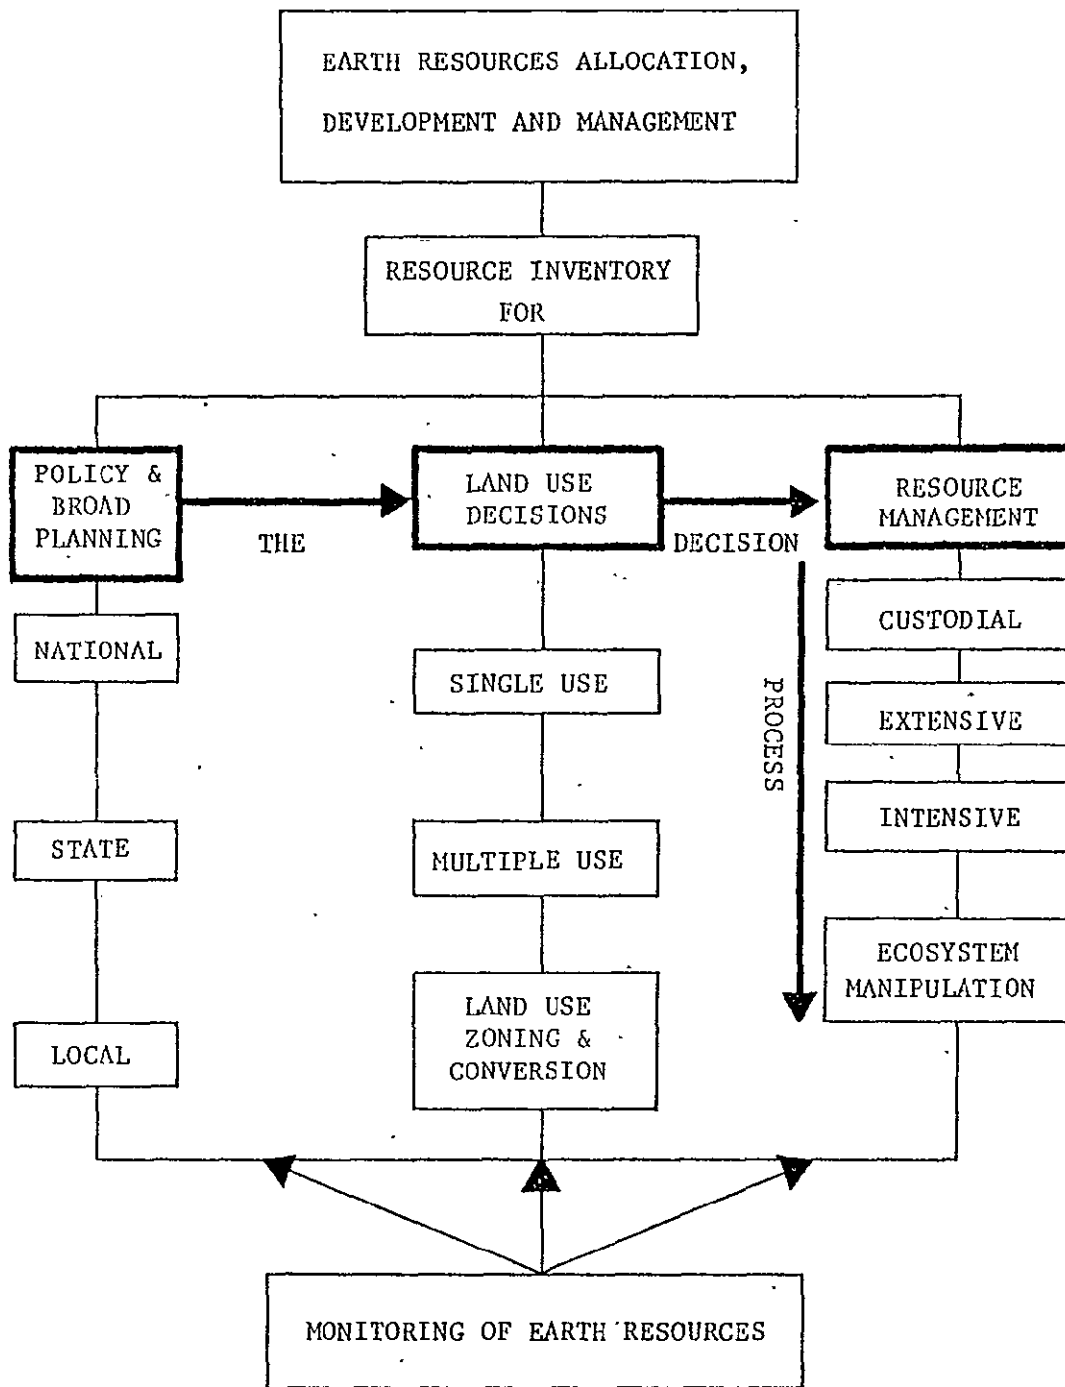 EARTH RESOURCES ALLOCATION,
DEVELOPMENT AND MANAGEMENT
RESOURCE INVENTORY
FOR
POLICY &
BROAD
PLANNING
THE
LAND USE
DECISIONS
DECISION
RESOURCE
MANAGEMENT
PROCESS
NATIONAL
STATE
LOCAL
SINGLE USE
MULTIPLE USE
LAND USE
ZONING &
CONVERSION
CUSTODIAL
EXTENSIVE
INTENSIVE
ECOSYSTEM
MANIPULATION
MONITORING OF EARTH RESOURCES